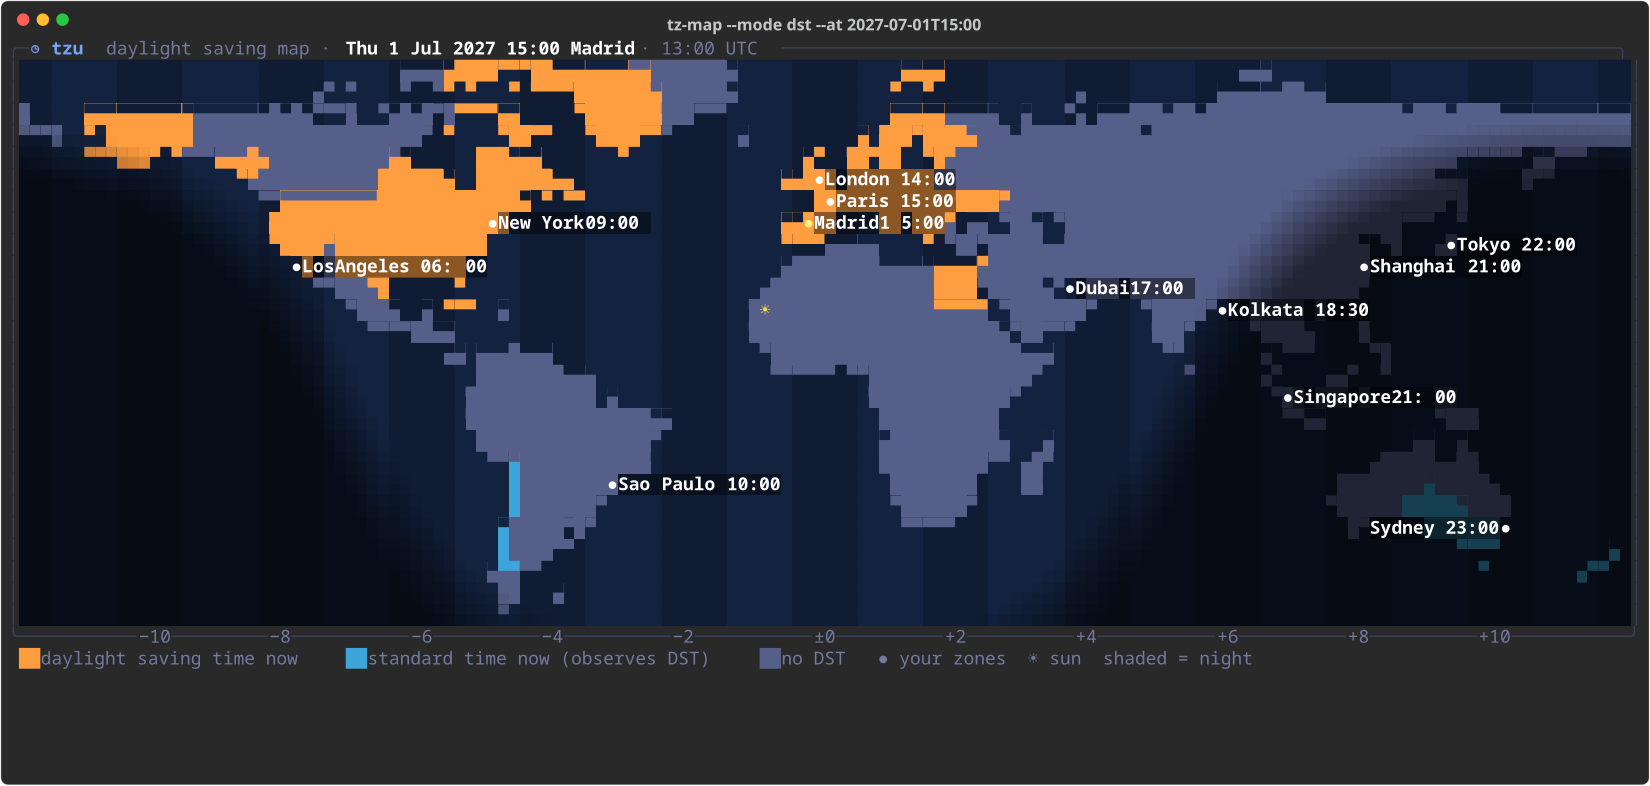 tz-map --mode dst --at 2027-07-01T15:00
◔ tzu daylight saving map · Thu 1 Jul 2027 15:00 Madrid · 13:00 UTC
London 14:00
Paris 15:00
New York09:00
Madrid1 5:00
Tokyo 22:00
LosAngeles 06: 00
Shanghai 21:00
Dubai17:00
Kolkata 18:30
Singapore21: 00
Sao Paulo 10:00
Sydney 23:00
−10 −8 −6 −4 −2 ±0 +2 +4 +6 +8 +10
daylight saving time now standard time now (observes DST) no DST ● your zones ☀ sun shaded = night